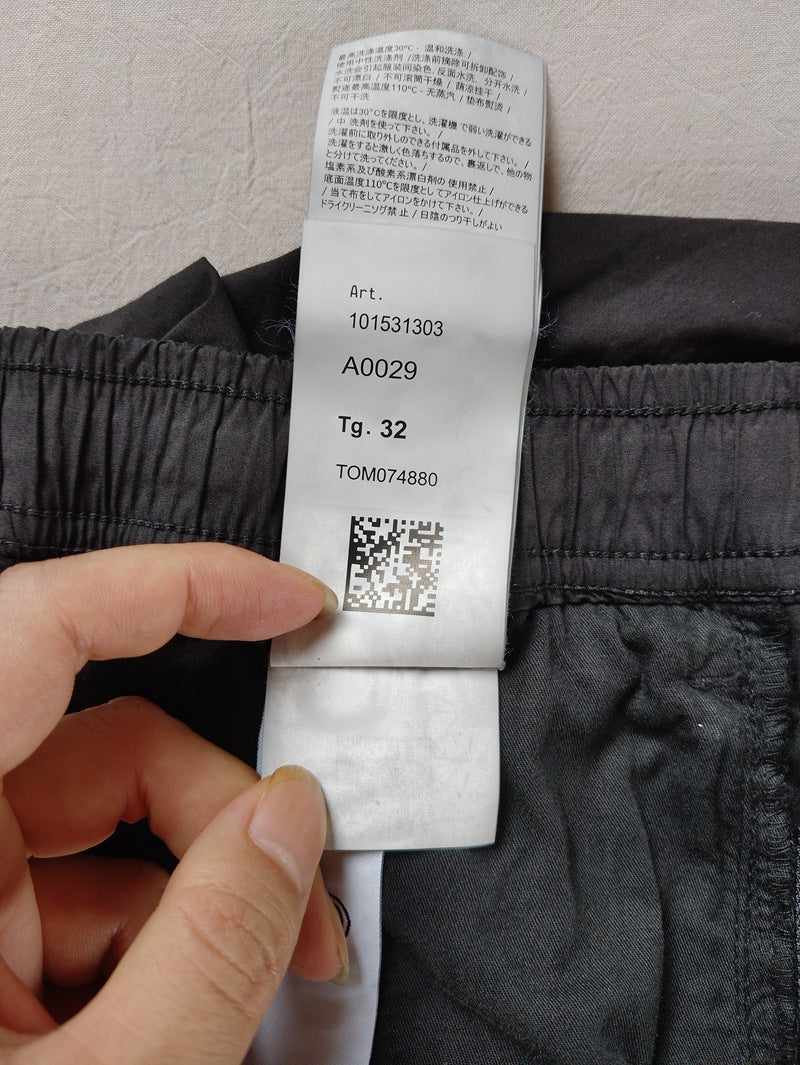 最高洗涤温度30°C - 温和洗涤 /
使用中性洗涤剂 /洗涤前摘除可拆卸配饰 /
水洗会引起服装间染色, 反面水洗, 分开水洗 /
不可漂白 / 不可滚筒干燥 / 荫凉挂干 /
熨烫最高温度110°C - 无蒸汽 / 垫布熨烫 /
不可干洗
液温は30°Cを限度とし、洗濯機 で弱い洗濯ができる
/ 中 洗剤を使って下さい。 /
洗濯前に取り外しのできる付属品を外して下さい。 /
洗濯をすると激しく色落ちするので、裏返しで、他の物
と分けて洗ってください。 /
塩素系及び酸素系漂白剤の 使用禁止 /
底面温度110°Cを限度とし てアイロン仕上げができる
/ 当て布をしてアイロンをかけて下さい。 /
ドライクリーニング禁止 / 日陰のつり干しがよい
Art.
101531303
A0029
Tg. 32
TOM074880